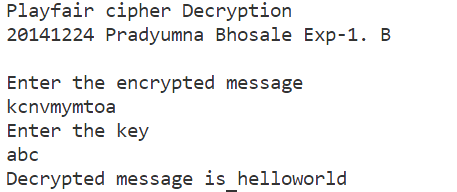 Playfair cipher Decryption
20141224 Pradyumna Bhosale Exp-1. B
Enter the encrypted message
kcnvmymtoa
Enter the key
abc
Decrypted message is_helloworld